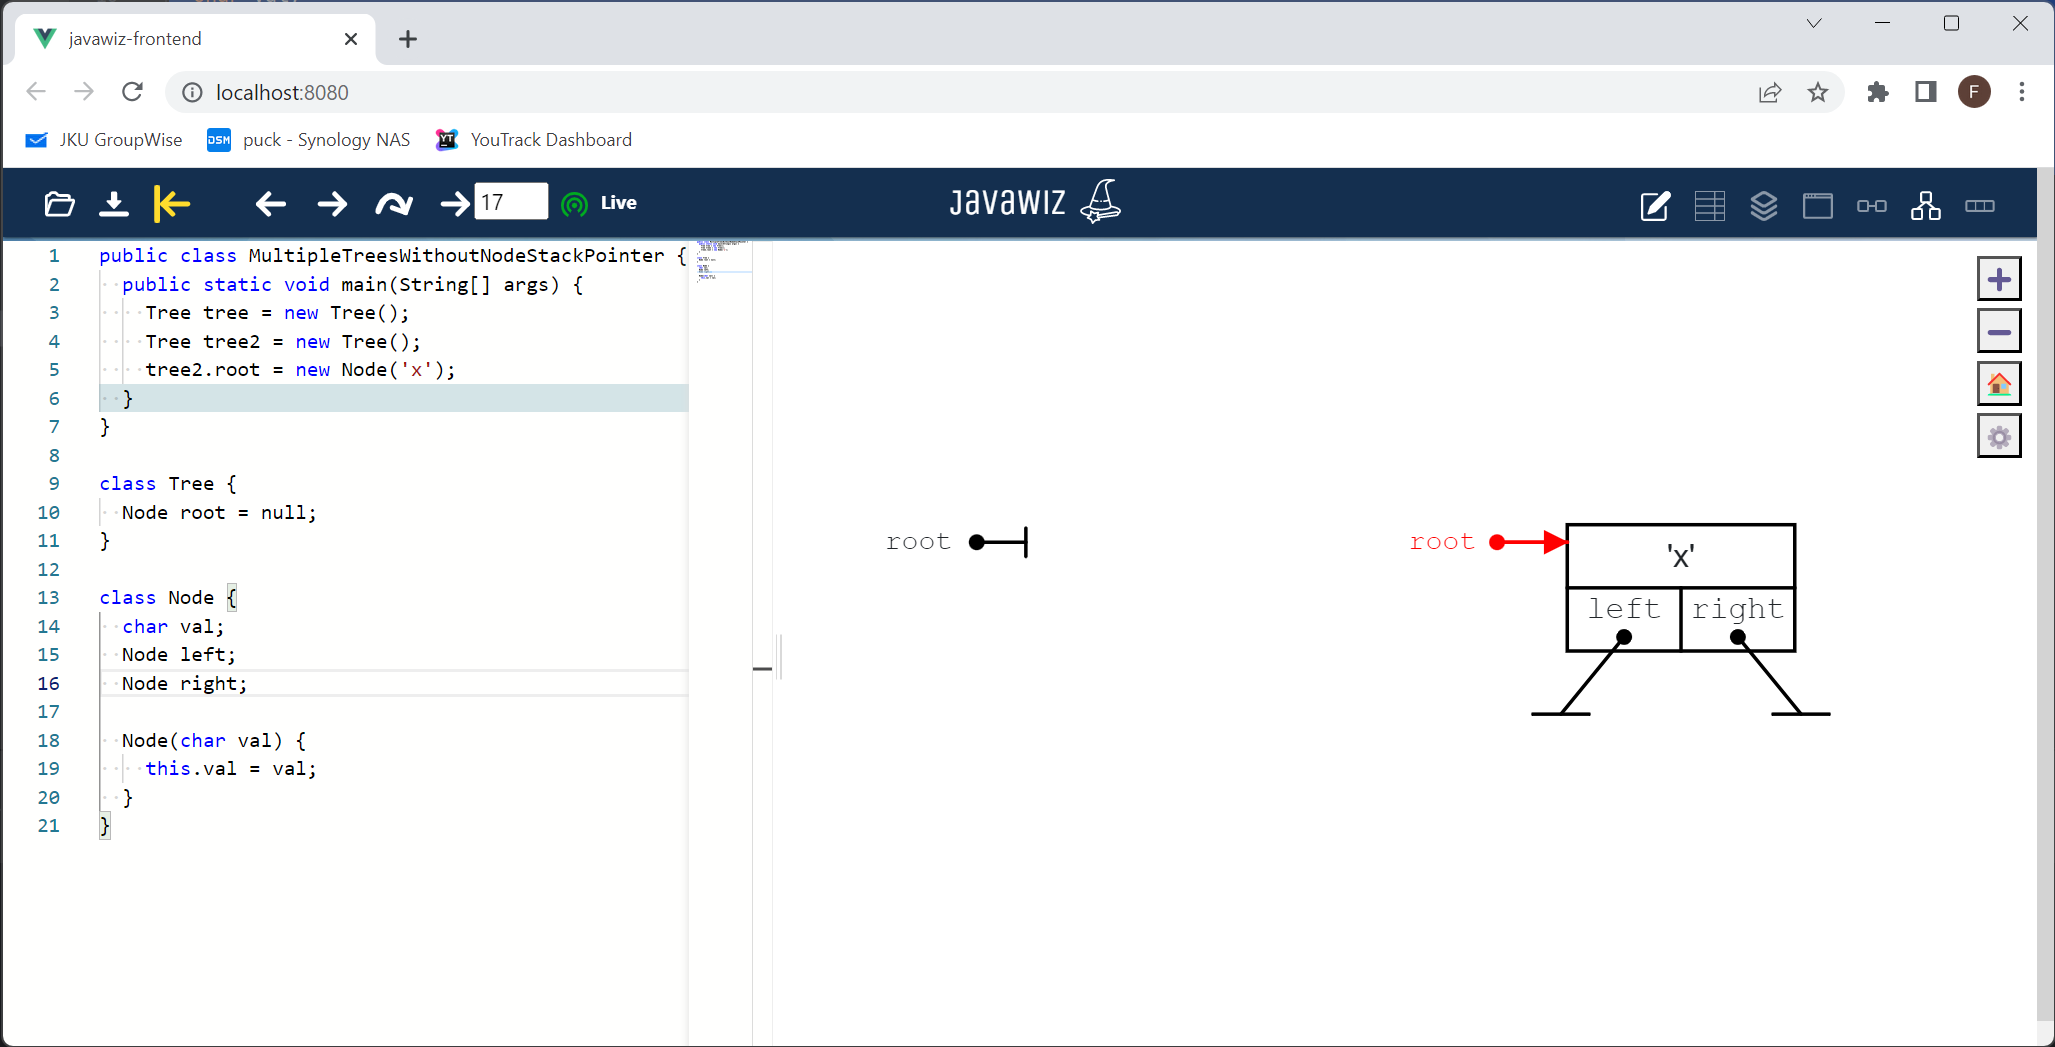 javawiz-frontend
localhost:8080
F
JKU GroupWise
DSM
puck - Synology NAS
YT
YouTrack Dashboard
17
Live
JavaWIZ
1 public class MultipleTreesWithoutNodeStackPointer {
2 public static void main(String[] args) {
3 Tree tree = new Tree();
4 Tree tree2 = new Tree();
5 tree2.root = new Node('x');
6 }
7 }
8
9 class Tree {
10 Node root = null;
11 }
12
13 class Node {
14 char val;
15 Node left;
16 Node right;
17
18 Node(char val) {
19 this.val = val;
20 }
21 }
root
root
'x'
left right